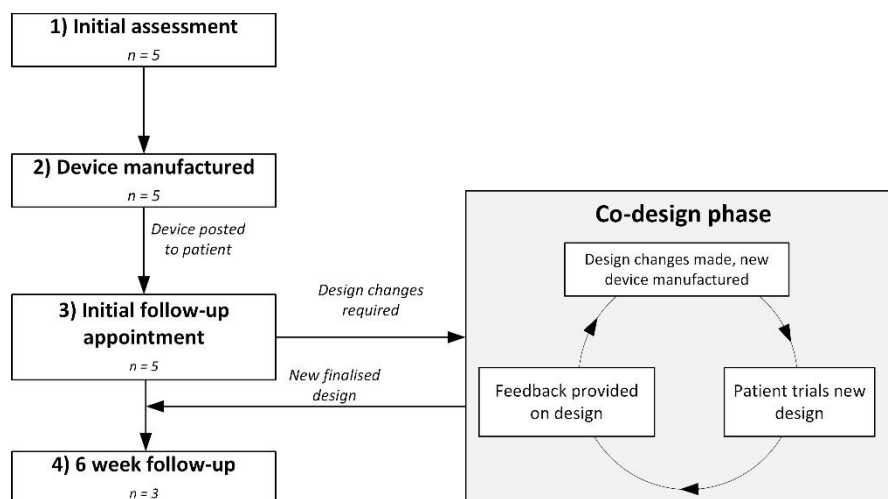 1) Initial assessment
n = 5
2) Device manufactured
n = 5
Device posted
to patient
3) Initial follow-up
appointment
n = 5
Design changes
required
New finalised
design
4) 6 week follow-up
n = 3
Co-design phase
Design changes made, new
device manufactured
Patient trials new
design
Feedback provided
on design